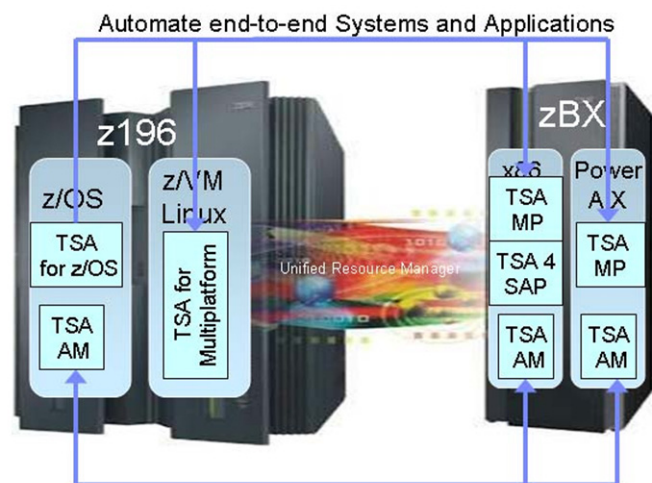 Automate end-to-end Systems and Applications
z196
zBX
z/OS
z/VM
Linux
x86
Power
AIX
TSA
for z/OS
TSA
AM
TSA for
Multiplatform
Unified Resource Manager
TSA
MP
TSA 4
SAP
TSA
AM
TSA
MP
TSA
AM